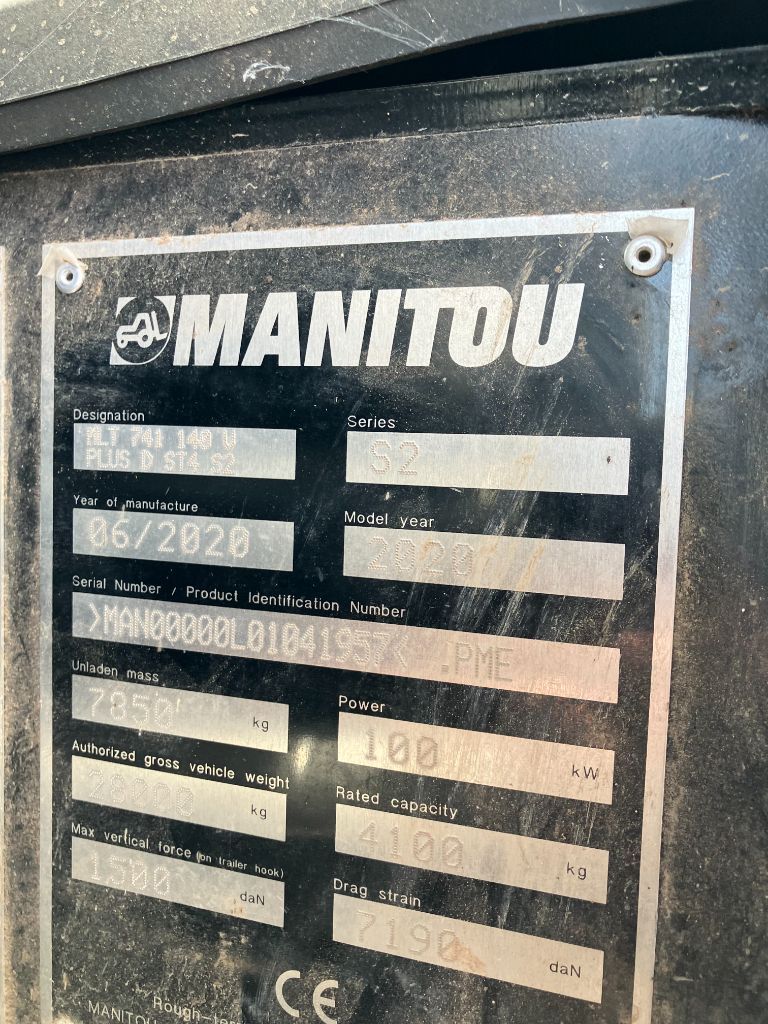 MANITOU
Designation
MLT 741 140 V
PLUS D ST4 S2
Series
S2
Year of manufacture
06/2020
Model year
2020
Serial Number / Product Identification Number
>MAN00000L01041957< .PME
Unladen mass
7850 kg
Power
100 kW
Authorized gross vehicle weight
kg
Rated capacity
4100 kg
Max vertical force (on trailer hook)
1500 daN
Drag strain
7190 daN
CE
MANITOU